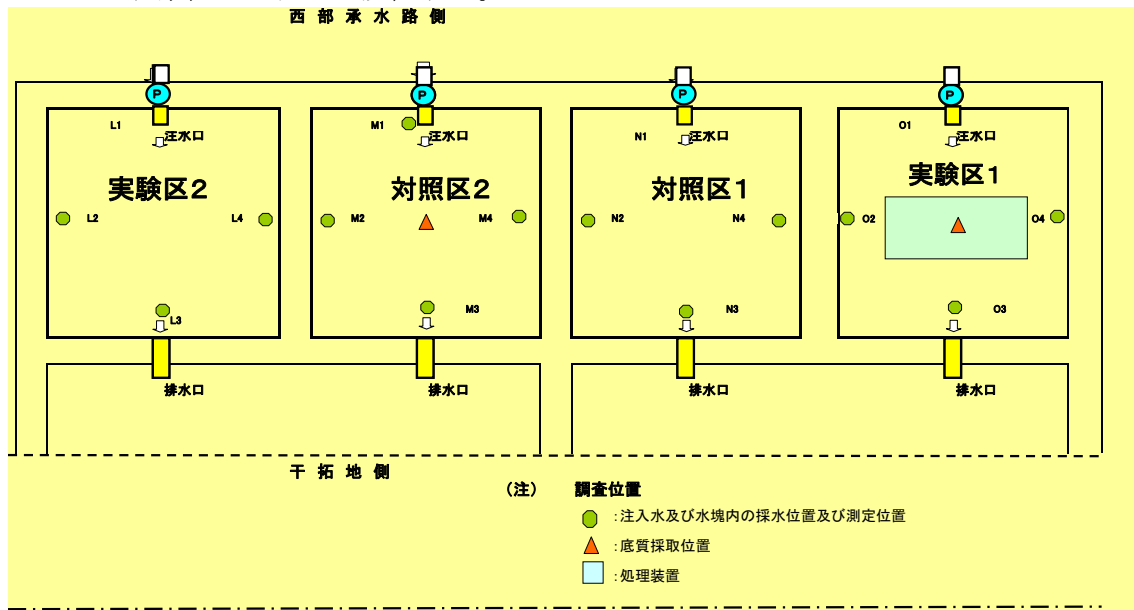 西 部 承 水 路 側
P P P P
L1 注水口 M1 注水口 N1 注水口 O1 注水口
実験区2 対照区2 対照区1 実験区1
L2 L4 M2 M4 N2 N4 O2 O4
L3 M3 N3 O3
排水口 排水口 排水口 排水口
干 拓 地 側
(注) 調査位置
:注入水及び水塊内の採水位置及び測定位置
:底質採取位置
:処理装置